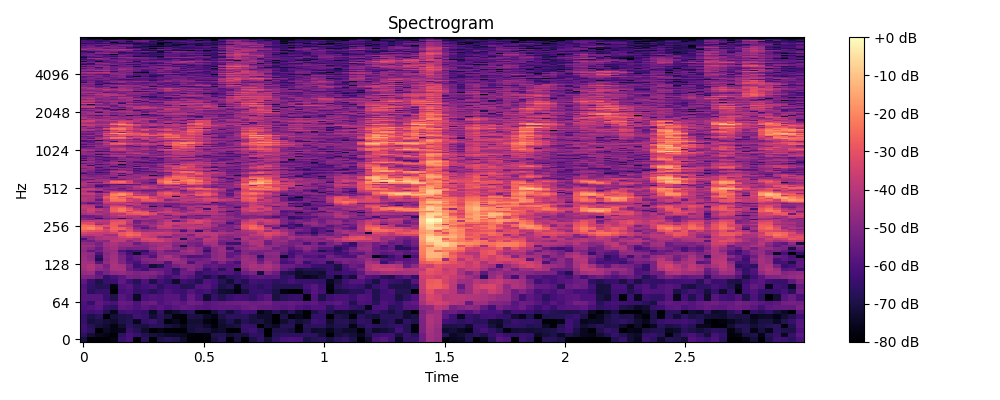 Spectrogram
Hz
4096
2048
1024
512
256
128
64
0
0
0.5
1
1.5
2
2.5
Time
+0 dB
-10 dB
-20 dB
-30 dB
-40 dB
-50 dB
-60 dB
-70 dB
-80 dB